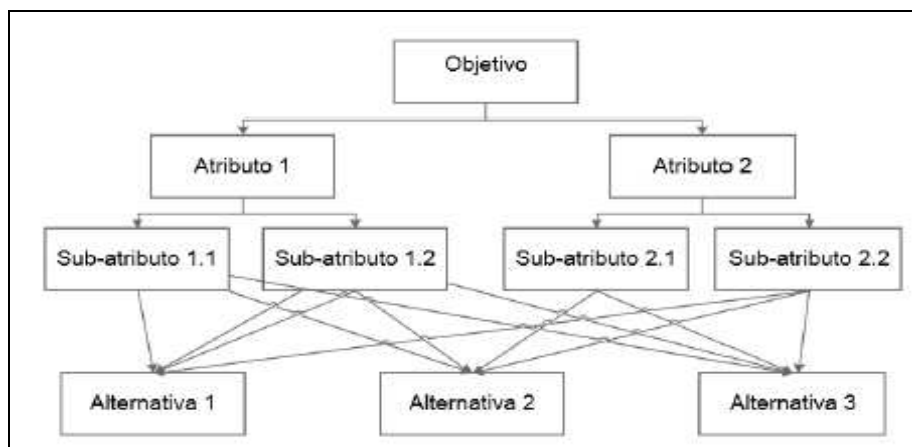 Objetivo
Atributo 1
Atributo 2
Sub-atributo 1.1
Sub-atributo 1.2
Sub-atributo 2.1
Sub-atributo 2.2
Alternativa 1
Alternativa 2
Alternativa 3